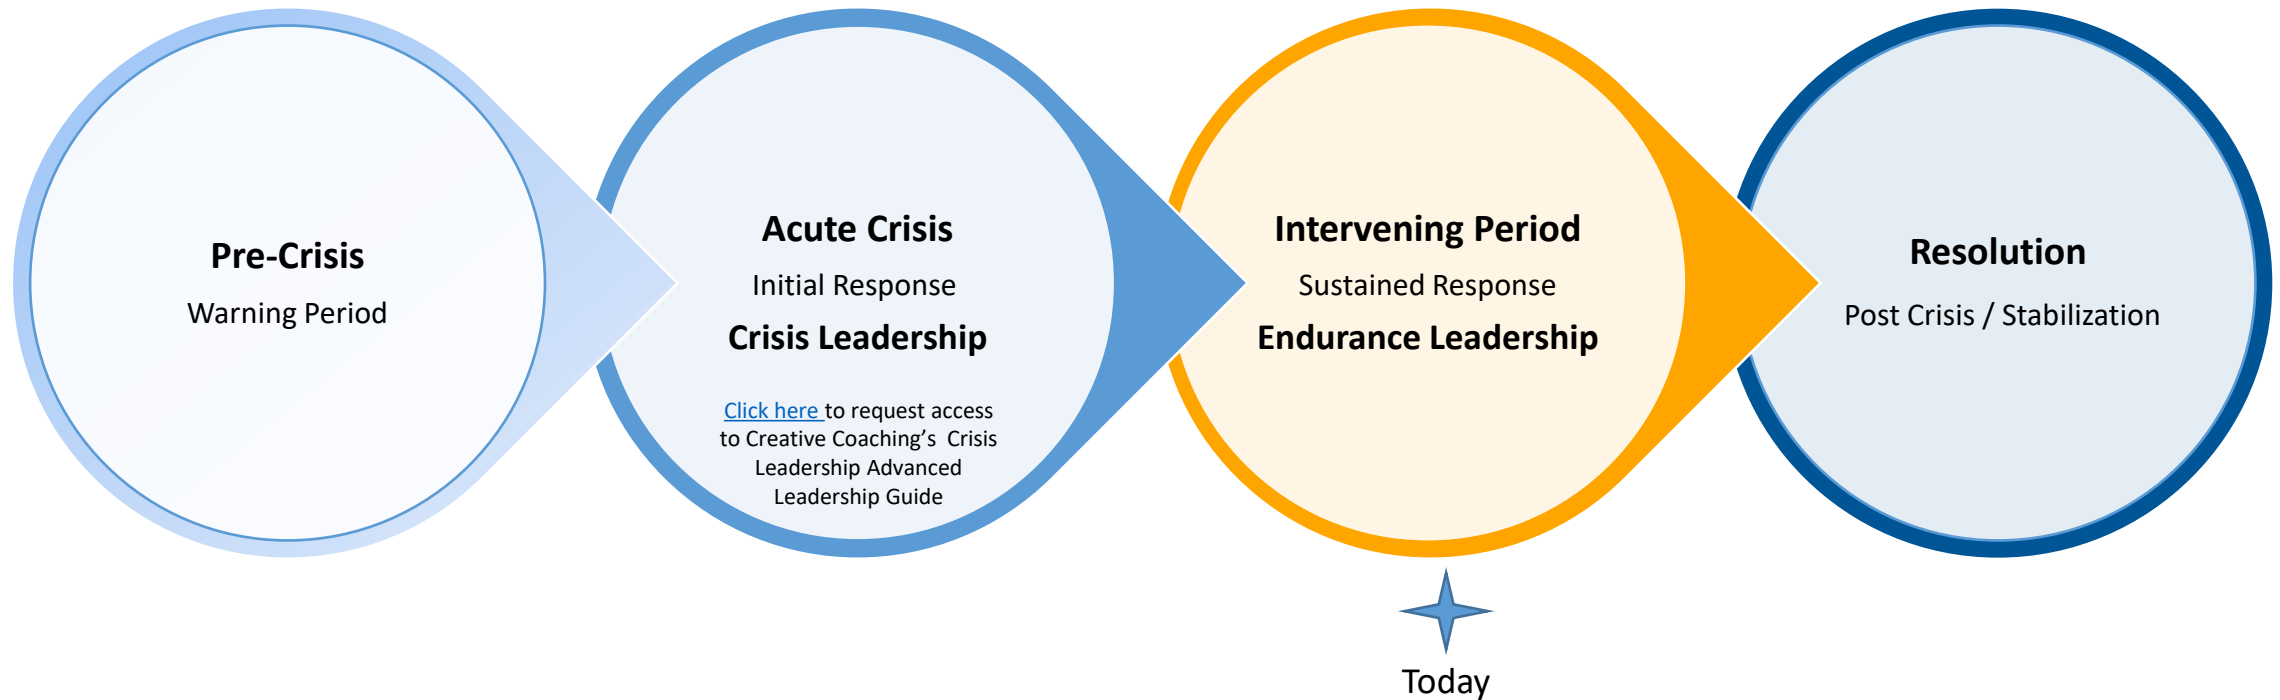 Pre-Crisis
Warning Period
Acute Crisis
Initial Response
Crisis Leadership
Click here to request access
to Creative Coaching’s  Crisis
Leadership Advanced
Leadership Guide
Intervening Period
Sustained Response
Endurance Leadership
Resolution
Post Crisis / Stabilization
Today